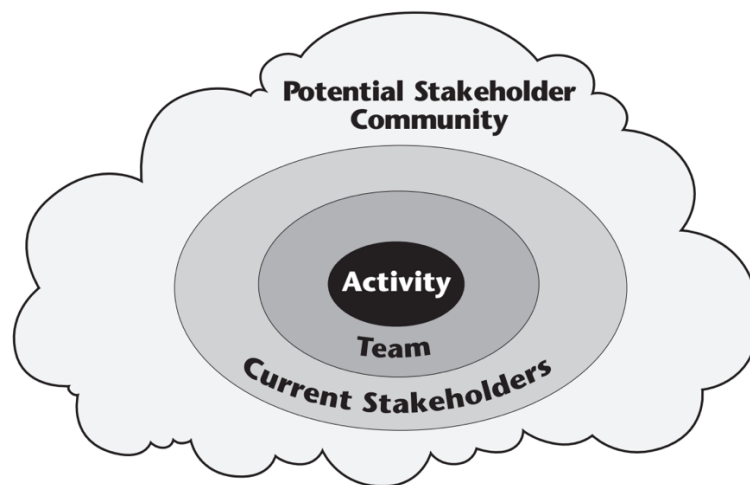 Potential Stakeholder
Community
Activity
Team
Current Stakeholders